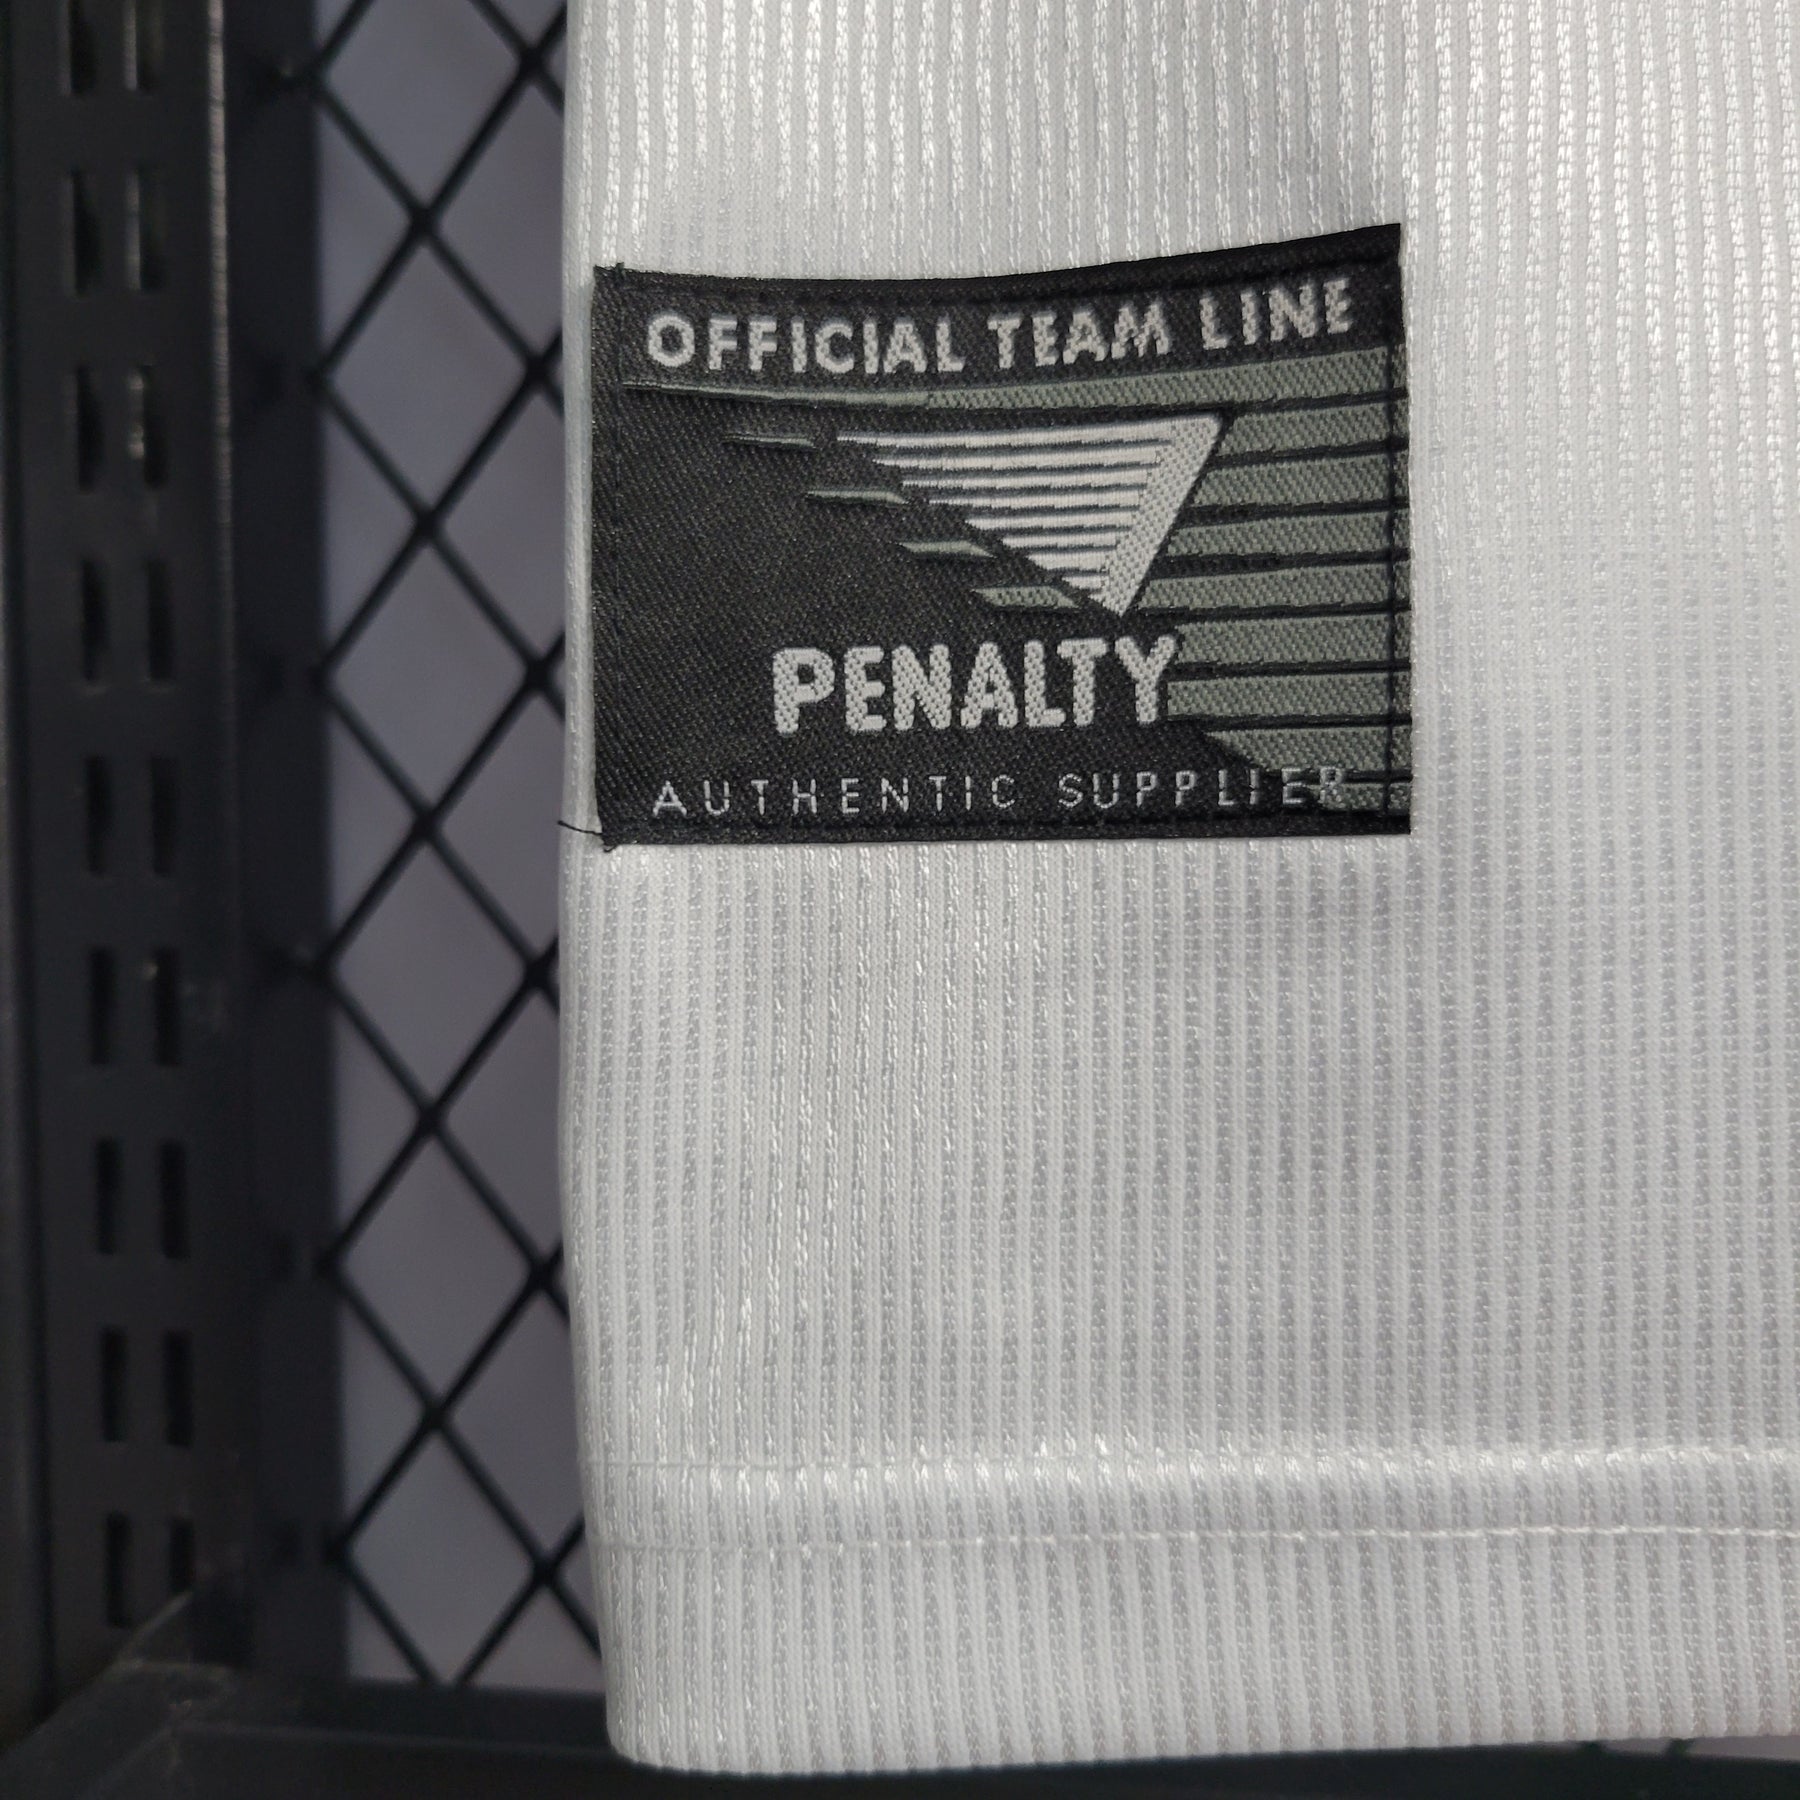 OFFICIAL TEAM LINE
PENALTY
AUTHENTIC SUPPLIER